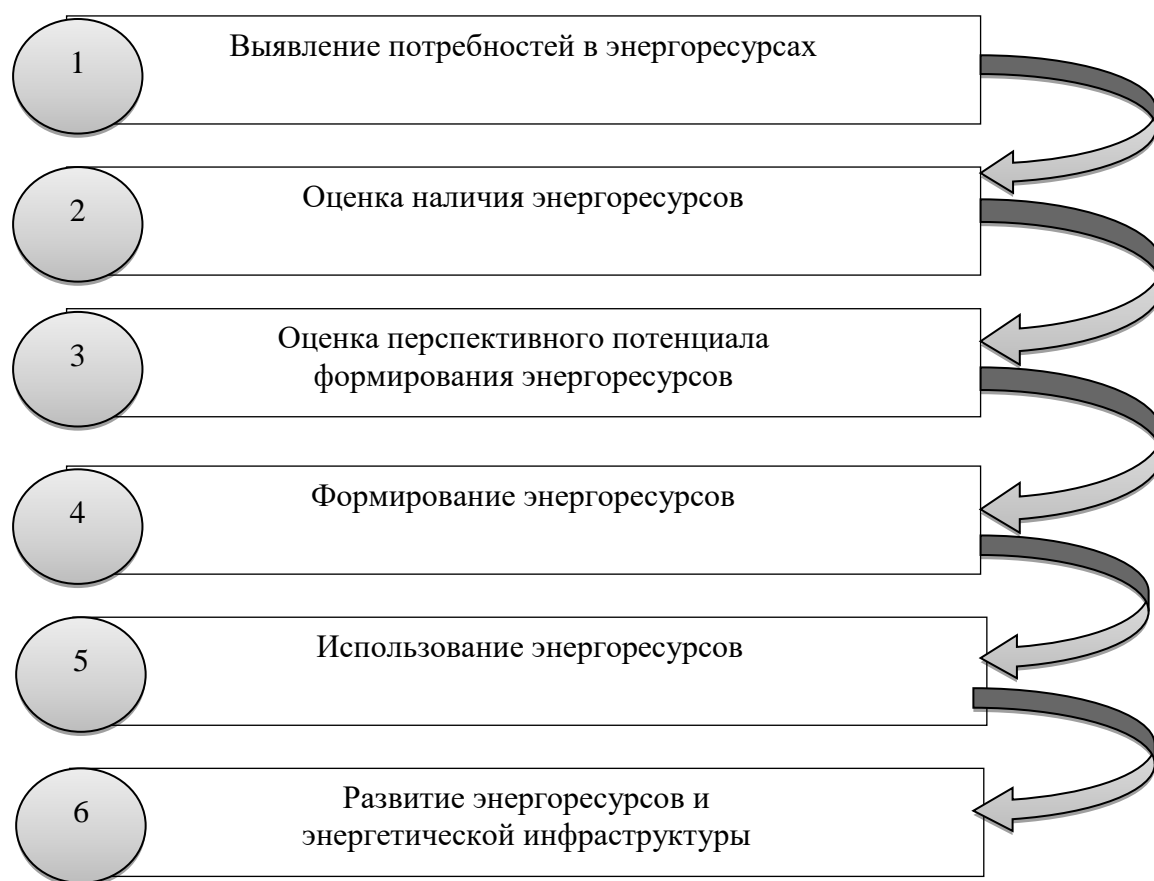 1
Выявление потребностей в энергоресурсах
2
Оценка наличия энергоресурсов
3
Оценка перспективного потенциала
формирования энергоресурсов
4
Формирование энергоресурсов
5
Использование энергоресурсов
6
Развитие энергоресурсов и
энергетической инфраструктуры